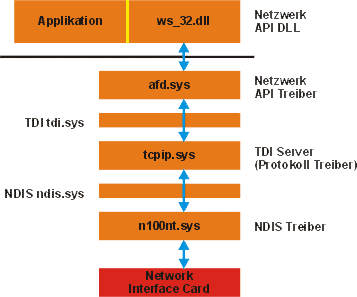 Applikation
ws_32.dll
Netzwerk
API DLL
afd.sys
Netzwerk
API Treiber
TDI tdi.sys
tcpip.sys
TDI Server
(Protokoll Treiber)
NDIS ndis.sys
n100nt.sys
NDIS Treiber
Network
Interface Card